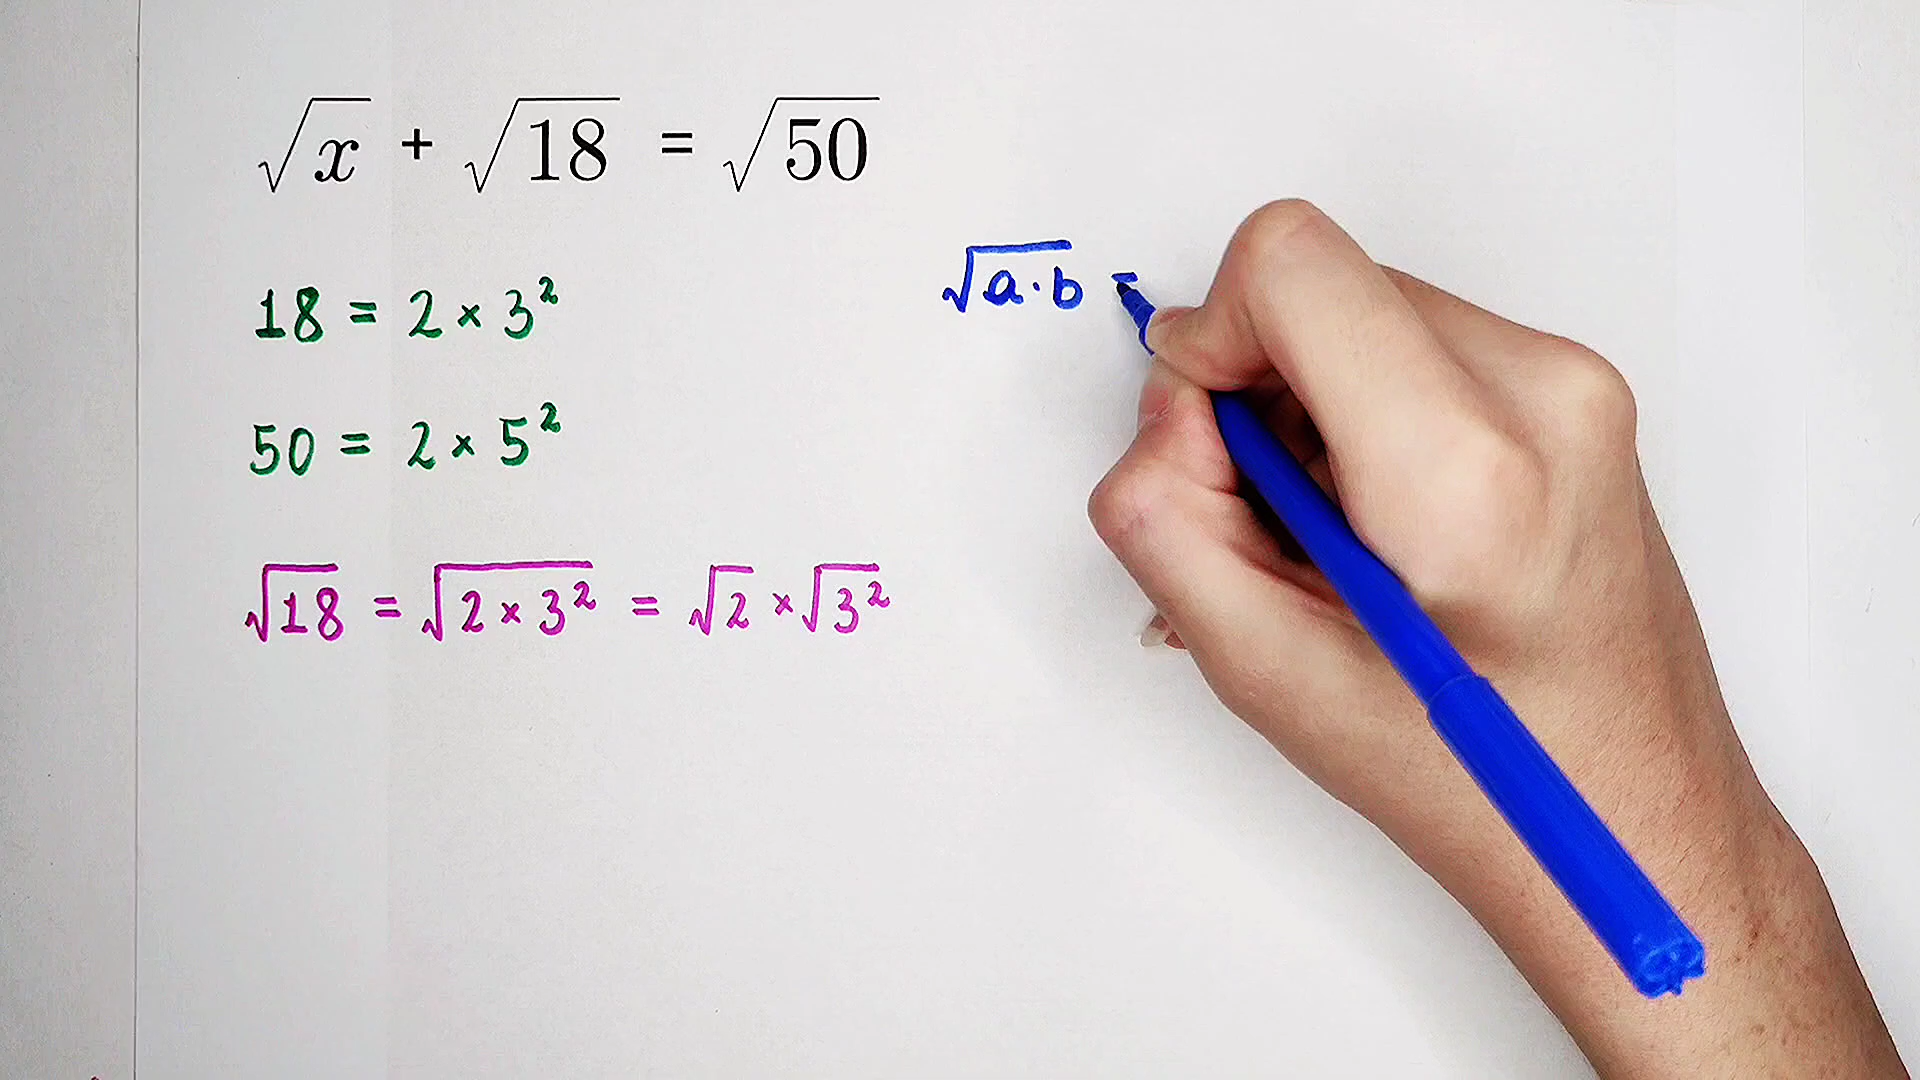 √x + √18 = √50
√a·b =
18 = 2 × 3²
50 = 2 × 5²
√18 = √2 × 3² = √2 × √3²